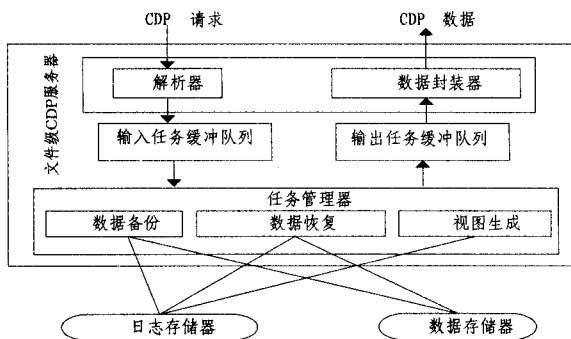 CDP 请求
CDP 数据
文件级CDP服务器
解析器
数据封装器
输入任务缓冲队列
输出任务缓冲队列
任务管理器
数据备份
数据恢复
视图生成
日志存储器
数据存储器